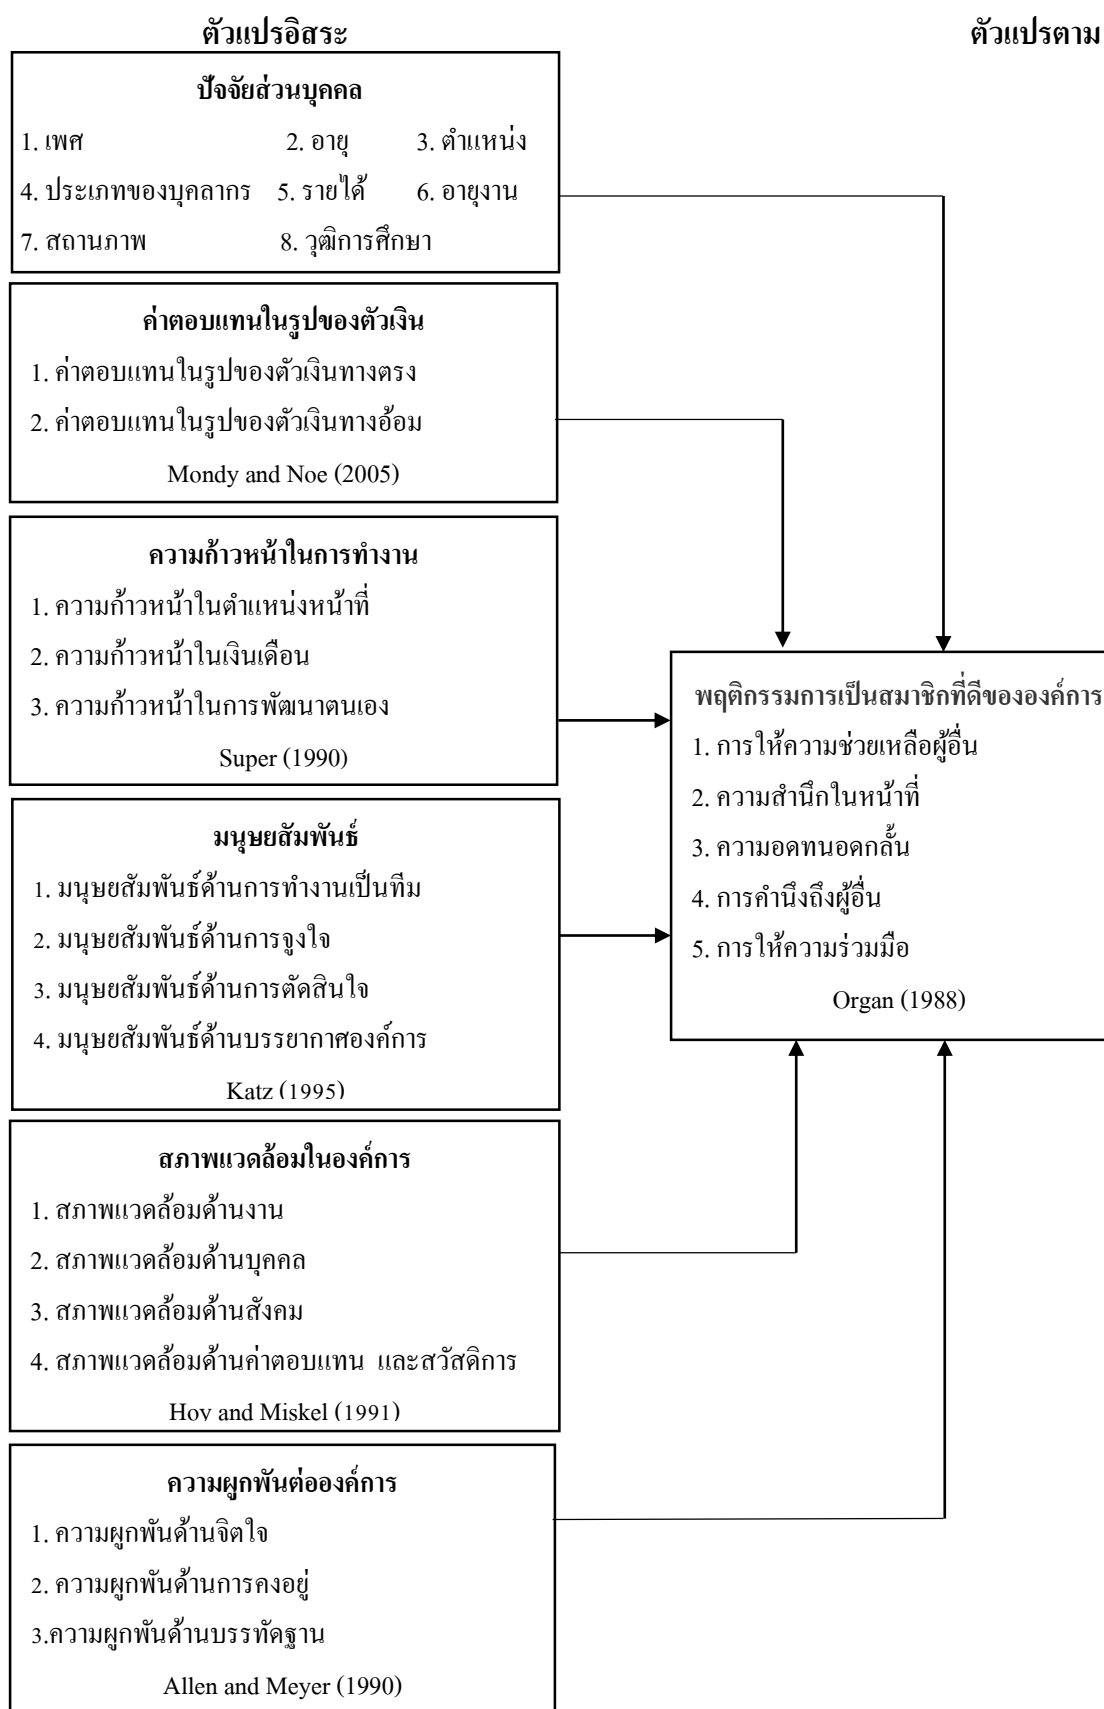 ตัวแปรอิสระ
ตัวแปรตาม
ปัจจัยส่วนบุคคล
1. เพศ 2. อายุ 3. ตำแหน่ง
4. ประเภทของบุคลากร 5. รายได้ 6. อายุงาน
7. สถานภาพ 8. วุฒิการศึกษา
ค่าตอบแทนในรูปของตัวเงิน
1. ค่าตอบแทนในรูปของตัวเงินทางตรง
2. ค่าตอบแทนในรูปของตัวเงินทางอ้อม
Mondy and Noe (2005)
ความก้าวหน้าในการทำงาน
1. ความก้าวหน้าในตำแหน่งหน้าที่
2. ความก้าวหน้าในเงินเดือน
3. ความก้าวหน้าในการพัฒนาตนเอง
Super (1990)
มนุษยสัมพันธ์
1. มนุษยสัมพันธ์ด้านการทำงานเป็นทีม
2. มนุษยสัมพันธ์ด้านการจูงใจ
3. มนุษยสัมพันธ์ด้านการตัดสินใจ
4. มนุษยสัมพันธ์ด้านบรรยากาศองค์การ
Katz (1995)
สภาพแวดล้อมในองค์การ
1. สภาพแวดล้อมด้านงาน
2. สภาพแวดล้อมด้านบุคคล
3. สภาพแวดล้อมด้านสังคม
4. สภาพแวดล้อมด้านค่าตอบแทน และสวัสดิการ
Hoy and Miskel (1991)
ความผูกพันต่อองค์การ
1. ความผูกพันด้านจิตใจ
2. ความผูกพันด้านการคงอยู่
3.ความผูกพันด้านบรรทัดฐาน
Allen and Meyer (1990)
พฤติกรรมการเป็นสมาชิกที่ดีขององค์การ
1. การให้ความช่วยเหลือผู้อื่น
2. ความสำนึกในหน้าที่
3. ความอดทนอดกลั้น
4. การคำนึงถึงผู้อื่น
5. การให้ความร่วมมือ
Organ (1988)